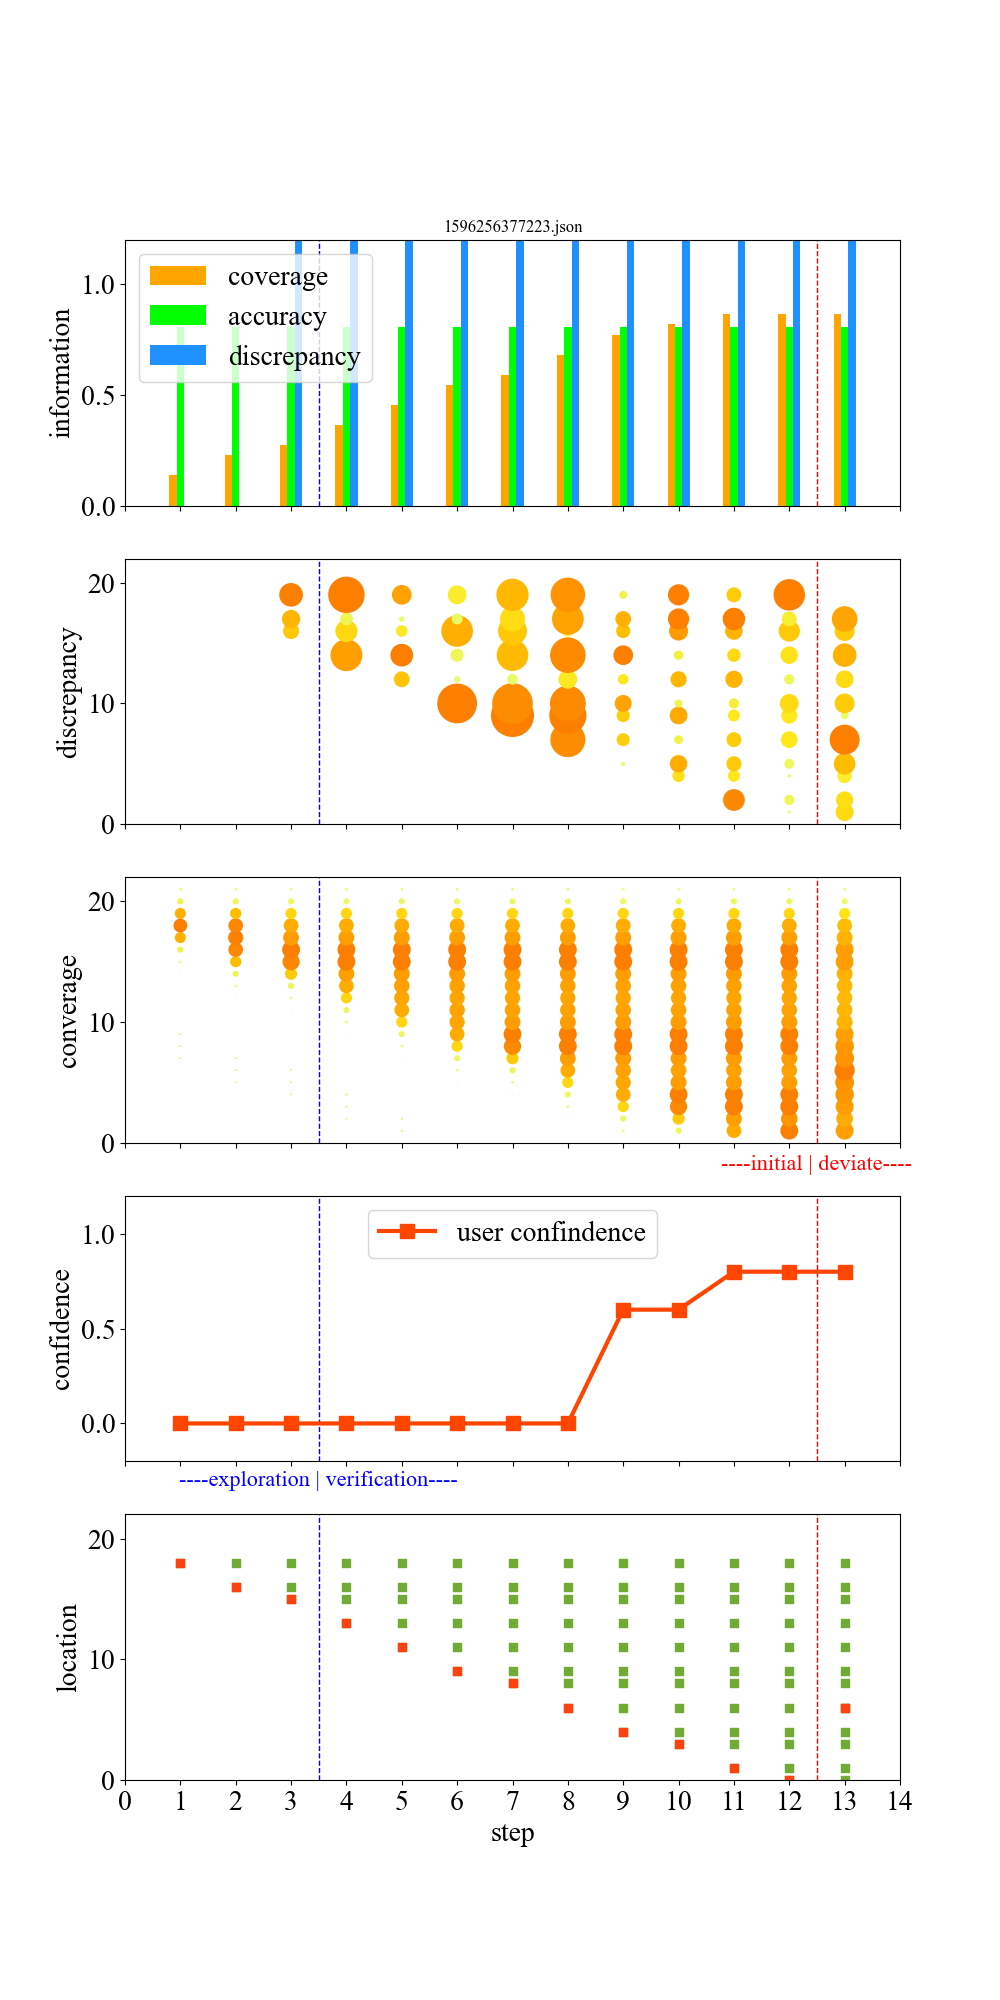 1596256377223.json
1.0
0.5
0.0
information
coverage
accuracy
discrepancy
20
10
0
discrepancy
20
10
0
converage
----initial | deviate----
1.0
0.5
0.0
confidence
user confindence
----exploration | verification----
20
10
0
location
0 1 2 3 4 5 6 7 8 9 10 11 12 13 14
step